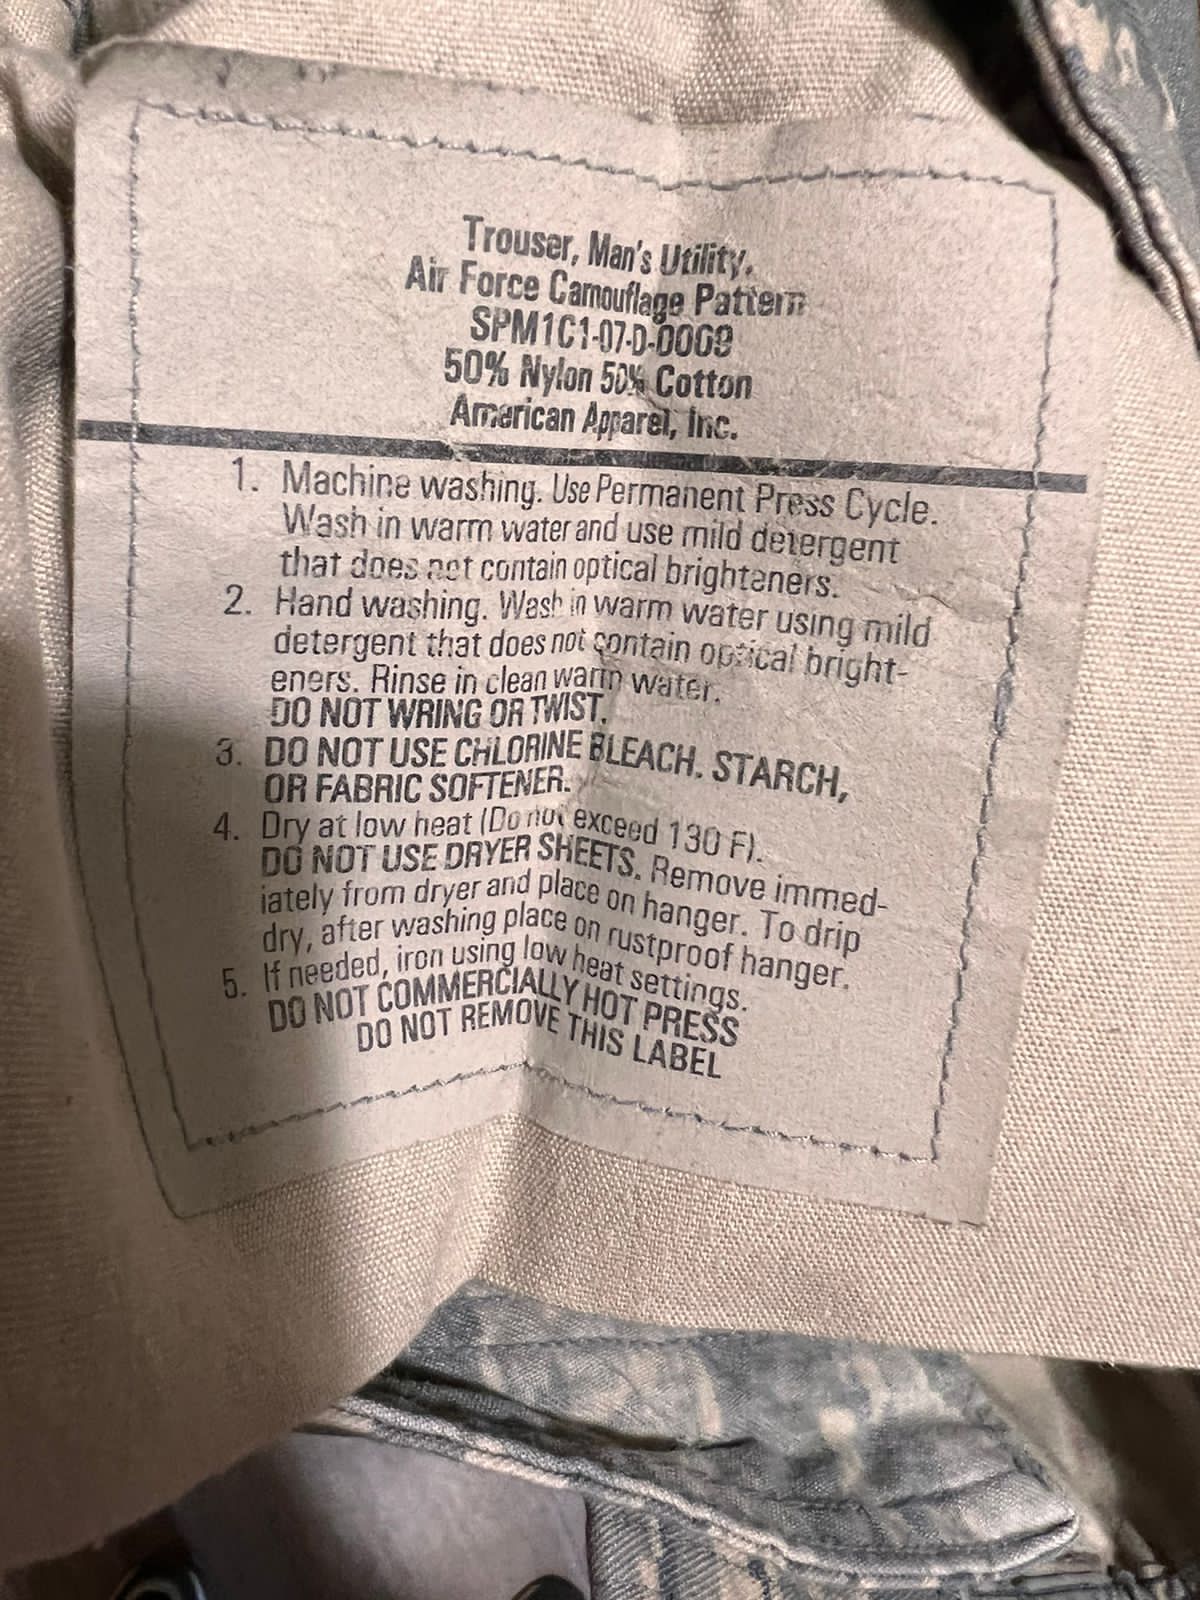 Trouser, Man's Utility.
Air Force Camouflage Pattern
SPM1C1-07-D-0069
50% Nylon 50% Cotton
American Apparel, Inc.
1. Machine washing. Use Permanent Press Cycle.
Wash in warm water and use mild detergent
that does not contain optical brighteners.
2. Hand washing. Wash in warm water using mild
detergent that does not contain optical bright-
eners. Rinse in clean warm water.
DO NOT WRING OR TWIST.
3. DO NOT USE CHLORINE BLEACH. STARCH,
OR FABRIC SOFTENER.
4. Dry at low heat (Do not exceed 130 F).
DO NOT USE DRYER SHEETS. Remove immed-
iately from dryer and place on hanger. To drip
dry, after washing place on rustproof hanger.
5. If needed, iron using low heat settings.
DO NOT COMMERCIALLY HOT PRESS
DO NOT REMOVE THIS LABEL